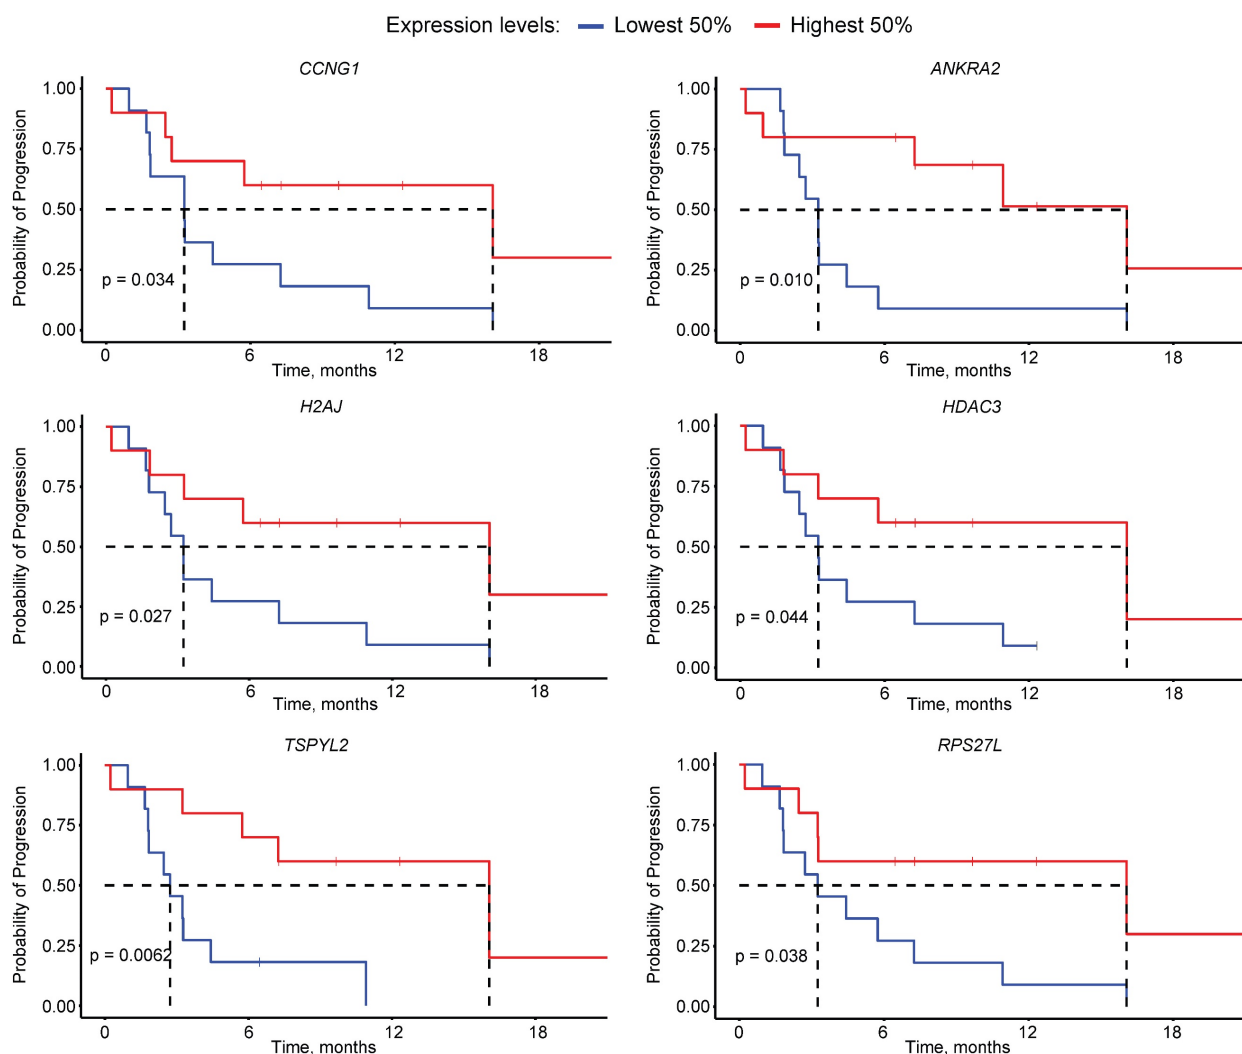 Expression levels: Lowest 50% Highest 50%
CCNG1
Probability of Progression
1.00
0.75
0.50
0.25
0.00
p = 0.034
0 6 12 18
Time, months
ANKRA2
Probability of Progression
1.00
0.75
0.50
0.25
0.00
p = 0.010
0 6 12 18
Time, months
H2AJ
Probability of Progression
1.00
0.75
0.50
0.25
0.00
p = 0.027
0 6 12 18
Time, months
HDAC3
Probability of Progression
1.00
0.75
0.50
0.25
0.00
p = 0.044
0 6 12 18
Time, months
TSPYL2
Probability of Progression
1.00
0.75
0.50
0.25
0.00
p = 0.0062
0 6 12 18
Time, months
RPS27L
Probability of Progression
1.00
0.75
0.50
0.25
0.00
p = 0.038
0 6 12 18
Time, months